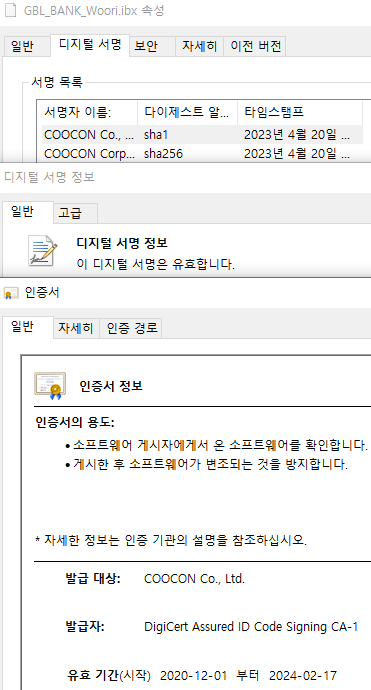 GBL_BANK_Woori.ibx 속성
일반 디지털 서명 보안 자세히 이전 버전
서명 목록
서명자 이름: 다이제스트 알... 타임스탬프
COOCON Co., ... sha1 2023년 4월 20일 ...
COOCON Corp... sha256 2023년 4월 20일 ...
디지털 서명 정보
일반 고급
디지털 서명 정보
이 디지털 서명은 유효합니다.
인증서
일반 자세히 인증 경로
인증서 정보
인증서의 용도:
• 소프트웨어 게시자에게서 온 소프트웨어를 확인합니다.
• 게시한 후 소프트웨어가 변조되는 것을 방지합니다.
* 자세한 정보는 인증 기관의 설명을 참조하십시오.
발급 대상: COOCON Co., Ltd.
발급자: DigiCert Assured ID Code Signing CA-1
유효 기간(시작) 2020-12-01 부터 2024-02-17